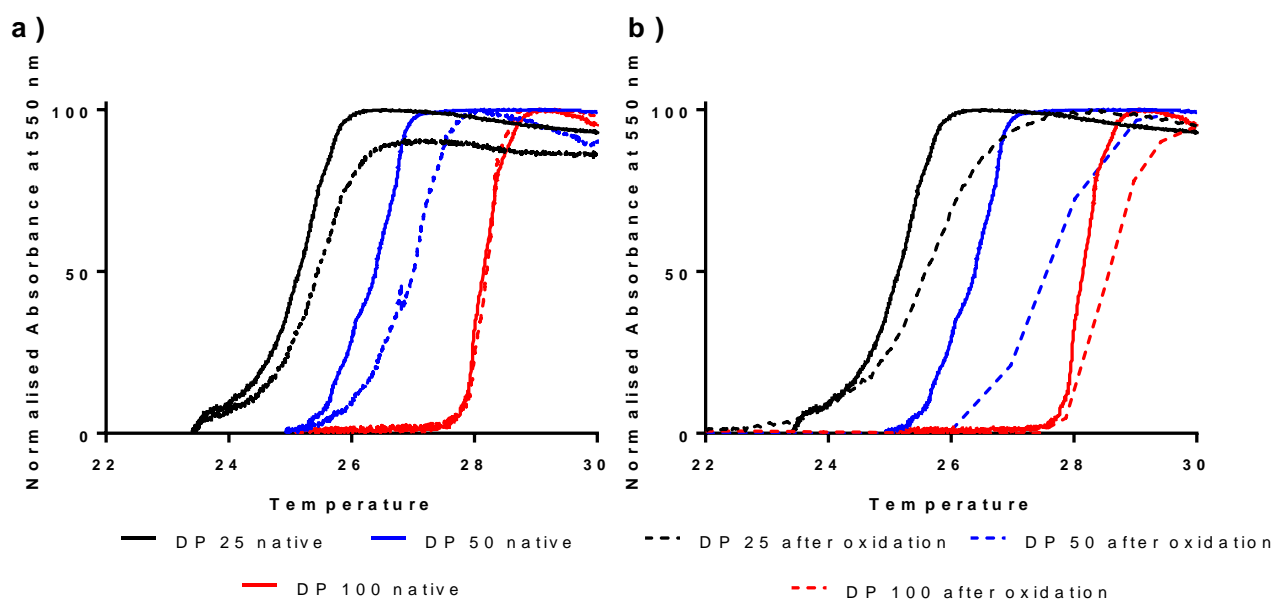 a)
b)
Normalised Absorbance at 550 nm
100
50
0
22 24 26 28 30
Temperature
Normalised Absorbance at 550 nm
100
50
0
22 24 26 28 30
Temperature
DP 25 native
DP 50 native
DP 100 native
DP 25 after oxidation
DP 50 after oxidation
DP 100 after oxidation